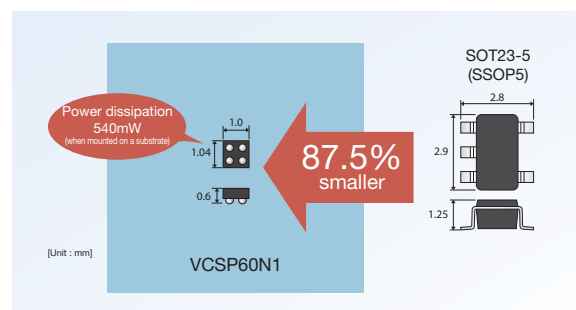 Power dissipation
540mW
(when mounted on a substrate)
1.0
1.04
0.6
[Unit : mm]
VCSP60N1
87.5%
smaller
SOT23-5
(SSOP5)
2.8
2.9
1.25